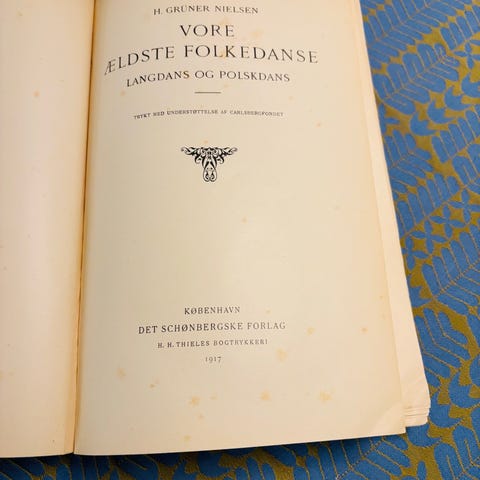 H. GRÜNER NIELSEN
VORE
ÆLDSTE FOLKEDANSE
LANGDANS OG POLSKDANS
TRYKT MED UNDERSTØTTELSE AF CARLSBERGFONDET
KØBENHAVN
DET SCHØNBERGSKE FORLAG
H. H. THIELES BOGTRYKKERI
1917